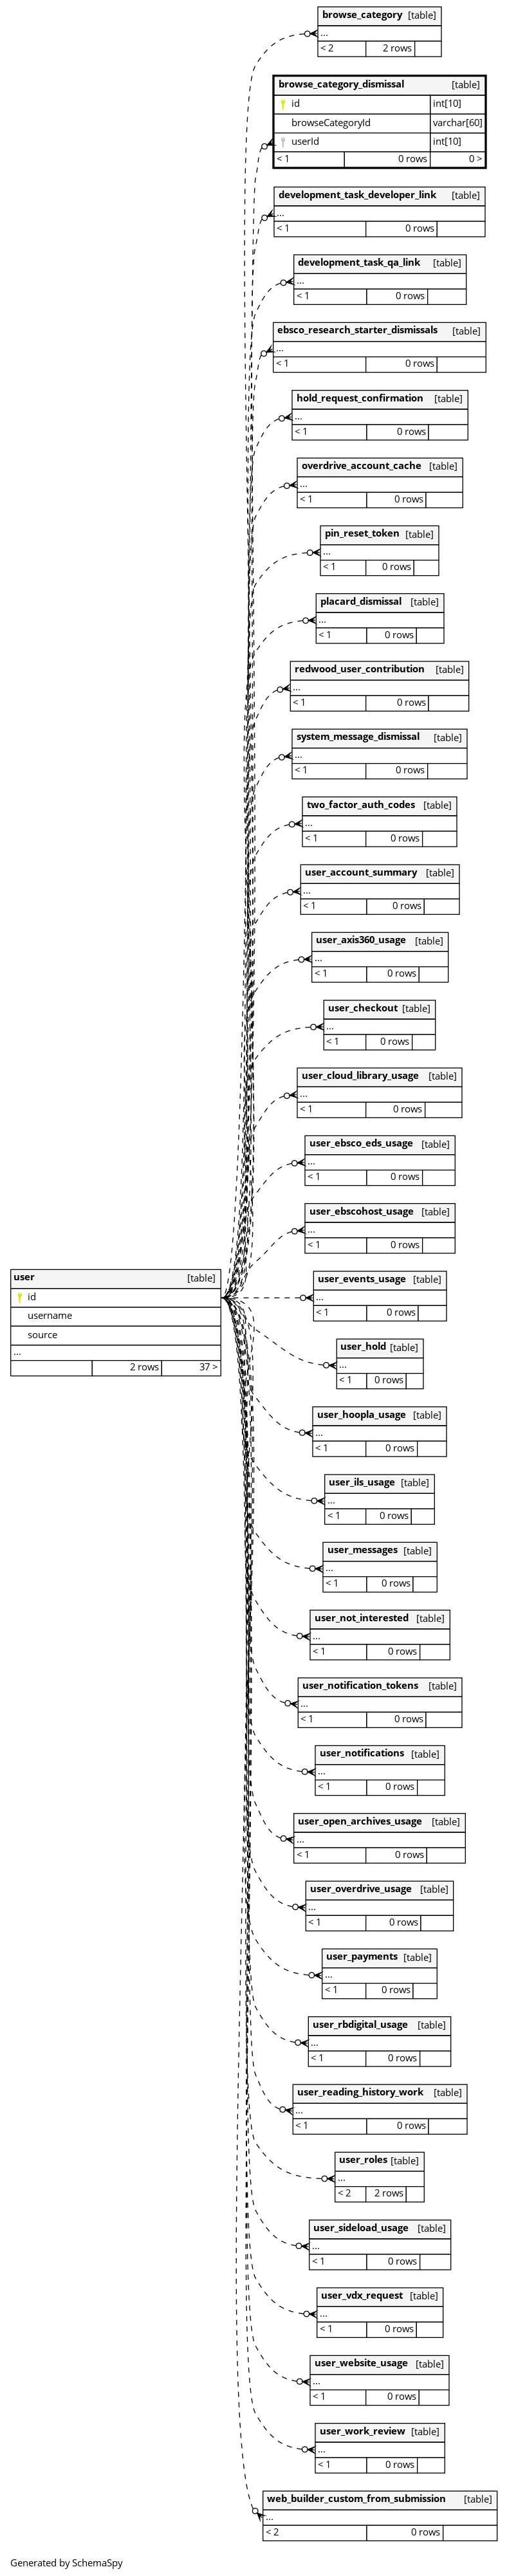 browse_category [table]
...
< 2 2 rows
browse_category_dismissal [table]
id int[10]
browseCategoryId varchar[60]
userId int[10]
< 1 0 rows 0 >
development_task_developer_link [table]
...
< 1 0 rows
development_task_qa_link [table]
...
< 1 0 rows
ebsco_research_starter_dismissals [table]
...
< 1 0 rows
hold_request_confirmation [table]
...
< 1 0 rows
overdrive_account_cache [table]
...
< 1 0 rows
pin_reset_token [table]
...
< 1 0 rows
placard_dismissal [table]
...
< 1 0 rows
redwood_user_contribution [table]
...
< 1 0 rows
system_message_dismissal [table]
...
< 1 0 rows
two_factor_auth_codes [table]
...
< 1 0 rows
user_account_summary [table]
...
< 1 0 rows
user_axis360_usage [table]
...
< 1 0 rows
user_checkout [table]
...
< 1 0 rows
user_cloud_library_usage [table]
...
< 1 0 rows
user_ebsco_eds_usage [table]
...
< 1 0 rows
user_ebscohost_usage [table]
...
< 1 0 rows
user [table]
id
username
source
...
2 rows 37 >
user_events_usage [table]
...
< 1 0 rows
user_hold [table]
...
< 1 0 rows
user_hoopla_usage [table]
...
< 1 0 rows
user_ils_usage [table]
...
< 1 0 rows
user_messages [table]
...
< 1 0 rows
user_not_interested [table]
...
< 1 0 rows
user_notification_tokens [table]
...
< 1 0 rows
user_notifications [table]
...
< 1 0 rows
user_open_archives_usage [table]
...
< 1 0 rows
user_overdrive_usage [table]
...
< 1 0 rows
user_payments [table]
...
< 1 0 rows
user_rbdigital_usage [table]
...
< 1 0 rows
user_reading_history_work [table]
...
< 1 0 rows
user_roles [table]
...
< 2 2 rows
user_sideload_usage [table]
...
< 1 0 rows
user_vdx_request [table]
...
< 1 0 rows
user_website_usage [table]
...
< 1 0 rows
user_work_review [table]
...
< 1 0 rows
web_builder_custom_from_submission [table]
...
< 2 0 rows
Generated by SchemaSpy